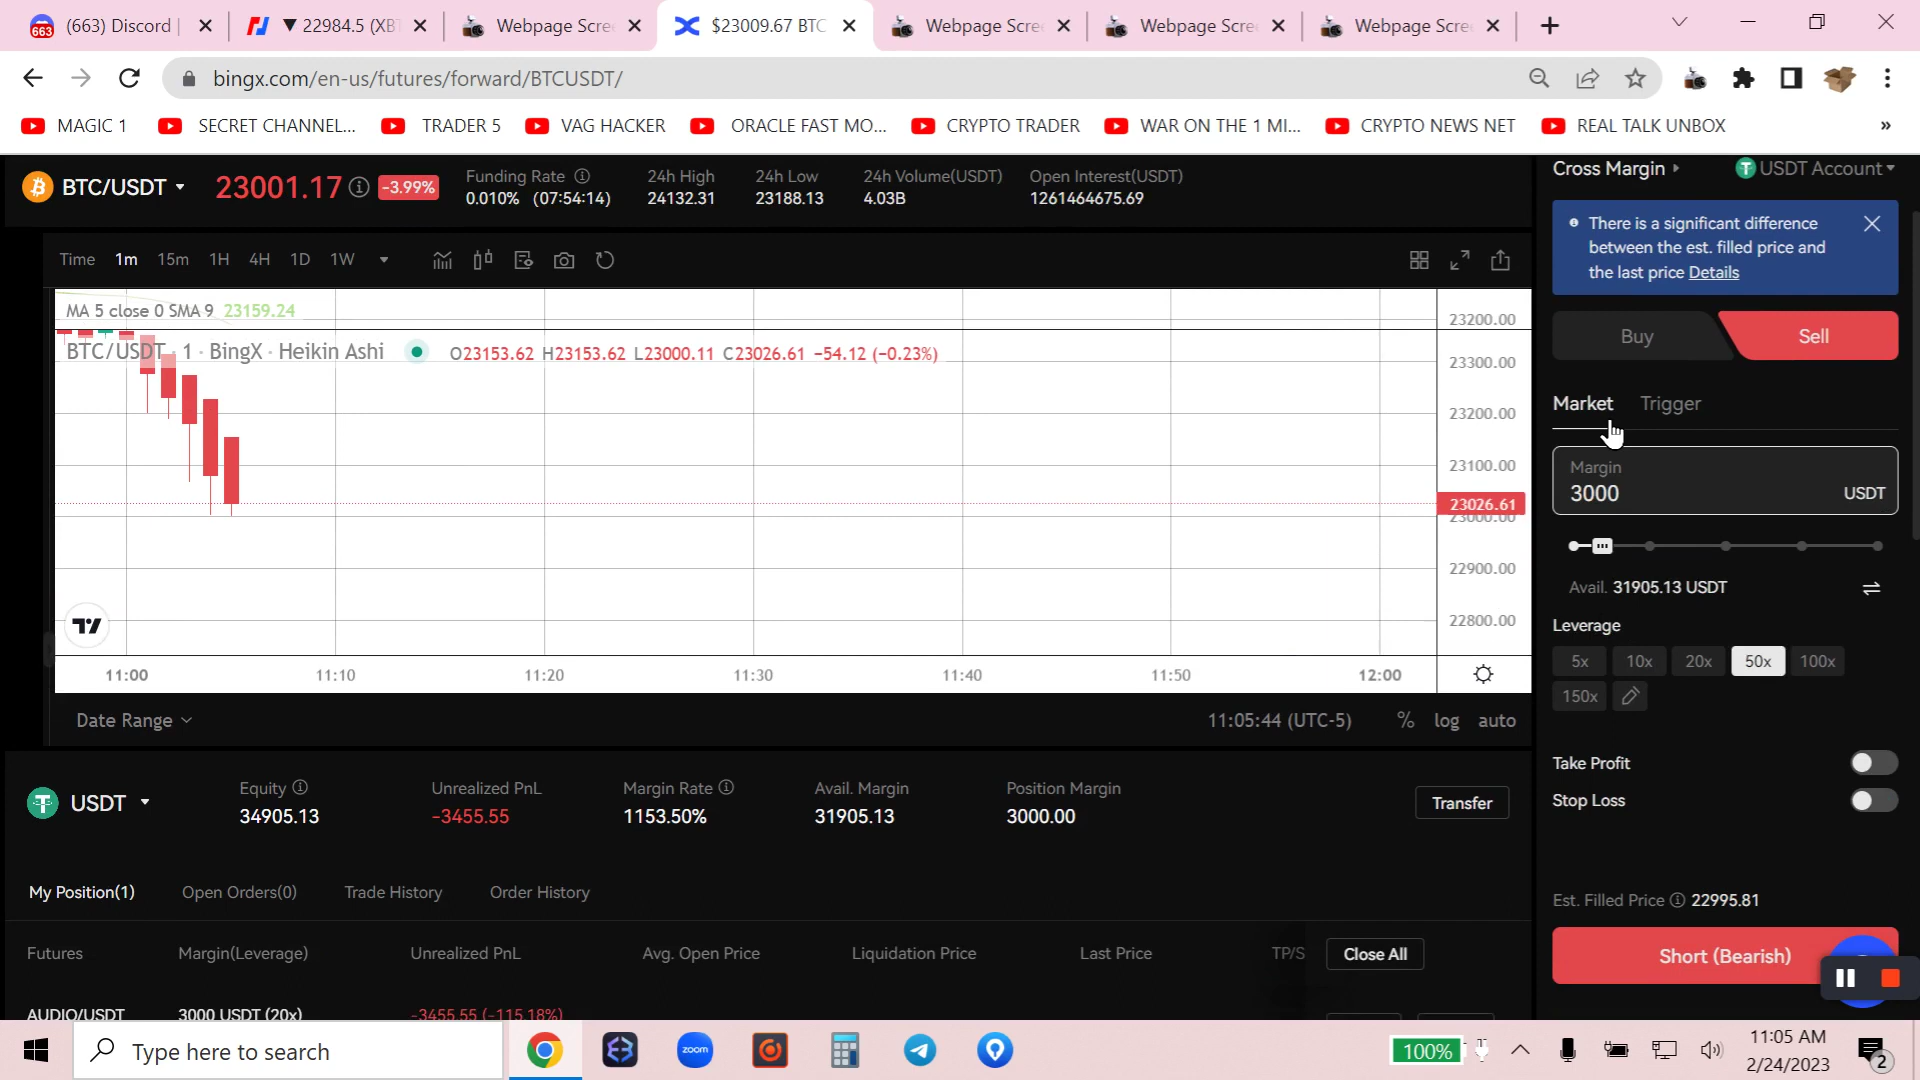 663 (663) Discord | ▼ 22984.5 (XBT Webpage Scree $23009.67 BTC Webpage Scree Webpage Scree Webpage Scree
bingx.com/en-us/futures/forward/BTCUSDT/
MAGIC 1 SECRET CHANNEL... TRADER 5 VAG HACKER ORACLE FAST MO... CRYPTO TRADER WAR ON THE 1 MI... CRYPTO NEWS NET REAL TALK UNBOX »
BTC/USDT 23001.17 -3.99%
Funding Rate 24h High 24h Low 24h Volume(USDT) Open Interest(USDT)
0.010% (07:54:14) 24132.31 23188.13 4.03B 1261464675.69
Cross Margin USDT Account
There is a significant difference
between the est. filled price and
the last price Details
Buy Sell
Market Trigger
Margin
3000 USDT
Avail. 31905.13 USDT
Leverage
5x 10x 20x 50x 100x
150x
Take Profit
Stop Loss
Est. Filled Price 22995.81
Short (Bearish)
Time 1m 15m 1H 4H 1D 1W
MA 5 close 0 SMA 9 23159.24
BTC/USDT · 1 · BingX · Heikin Ashi O23153.62 H23153.62 L23000.11 C23026.61 −54.12 (−0.23%)
23200.00
23300.00
23200.00
23100.00
23026.61
23000.00
22900.00
22800.00
11:00 11:10 11:20 11:30 11:40 11:50 12:00
Date Range 11:05:44 (UTC-5) % log auto
USDT
Equity Unrealized PnL Margin Rate Avail. Margin Position Margin
34905.13 -3455.55 1153.50% 31905.13 3000.00
Transfer
My Position(1) Open Orders(0) Trade History Order History
Futures Margin(Leverage) Unrealized PnL Avg. Open Price Liquidation Price Last Price TP/S Close All
AUDIO/USDT 3000 USDT (20x) -3455.55 (-115.18%)
Type here to search
zoom
100%
11:05 AM
2/24/2023
2